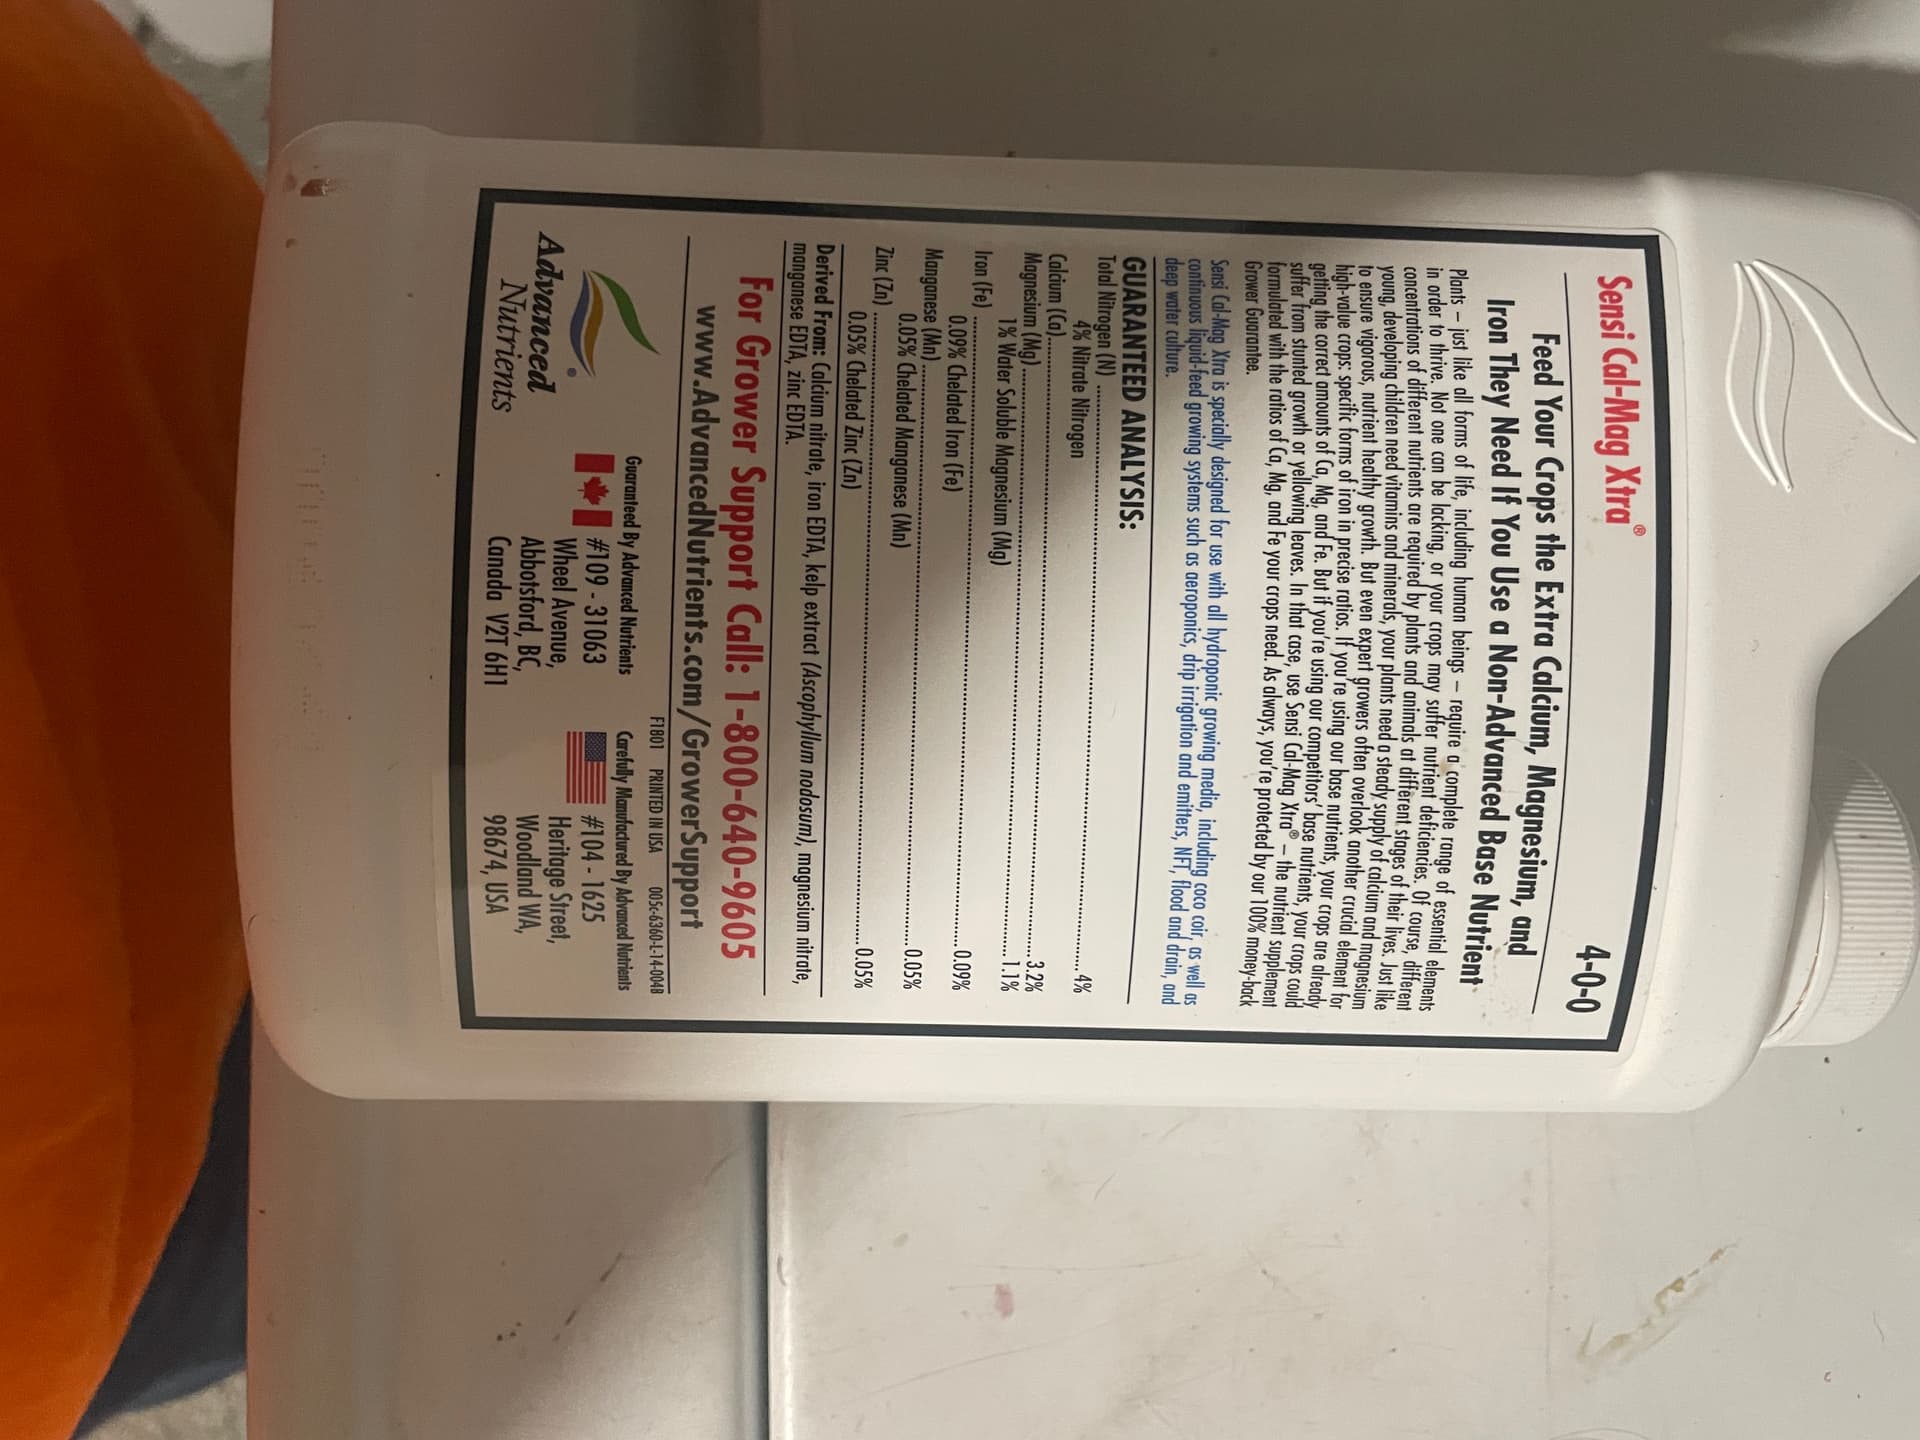 Sensi Cal-Mag Xtra® 4-0-0
Feed Your Crops the Extra Calcium, Magnesium, and
Iron They Need If You Use a Non-Advanced Base Nutrient
Plants – just like all forms of life, including human beings – require a complete range of essential elements
in order to thrive. Not one can be lacking, or your crops may suffer nutrient deficiencies. Of course, different
concentrations of different nutrients are required by plants and animals at different stages of their lives. Just like
young, developing children need vitamins and minerals, your plants need a steady supply of calcium and magnesium
to ensure vigorous, nutrient healthy growth. But even expert growers often overlook another crucial element for
high-value crops: specific forms of iron in precise ratios. If you're using our base nutrients, your crops are already
getting the correct amounts of Ca, Mg, and Fe. But if you're using our competitors' base nutrients, your crops could
suffer from stunted growth or yellowing leaves. In that case, use Sensi Cal-Mag Xtra® – the nutrient supplement
formulated with the ratios of Ca, Mg, and Fe your crops need. As always, you're protected by our 100% money-back
Grower Guarantee.
Sensi Cal-Mag Xtra is specially designed for use with all hydroponic growing media, including coco coir, as well as
continuous liquid-feed growing systems such as aeroponics, drip irrigation and emitters, NFT, flood and drain, and
deep water culture.
GUARANTEED ANALYSIS:
Total Nitrogen (N) ........ 4%
4% Nitrate Nitrogen
Calcium (Ca) ........ 3.2%
Magnesium (Mg) ........ 1.1%
1% Water Soluble Magnesium (Mg)
Iron (Fe) ........ 0.09%
0.09% Chelated Iron (Fe)
Manganese (Mn) ........ 0.05%
0.05% Chelated Manganese (Mn)
Zinc (Zn) ........ 0.05%
0.05% Chelated Zinc (Zn)
Derived From: Calcium nitrate, iron EDTA, kelp extract (Ascophyllum nodosum), magnesium nitrate,
manganese EDTA, zinc EDTA.
For Grower Support Call: 1-800-640-9605
www.AdvancedNutrients.com/GrowerSupport
F1801 PRINTED IN USA 005c-6360-L-14-004B
Advanced
Nutrients
Guaranteed By Advanced Nutrients
#109 - 31063
Wheel Avenue,
Abbotsford, BC,
Canada V2T 6H1
Carefully Manufactured By Advanced Nutrients
#104 - 1625
Heritage Street,
Woodland WA,
98674, USA